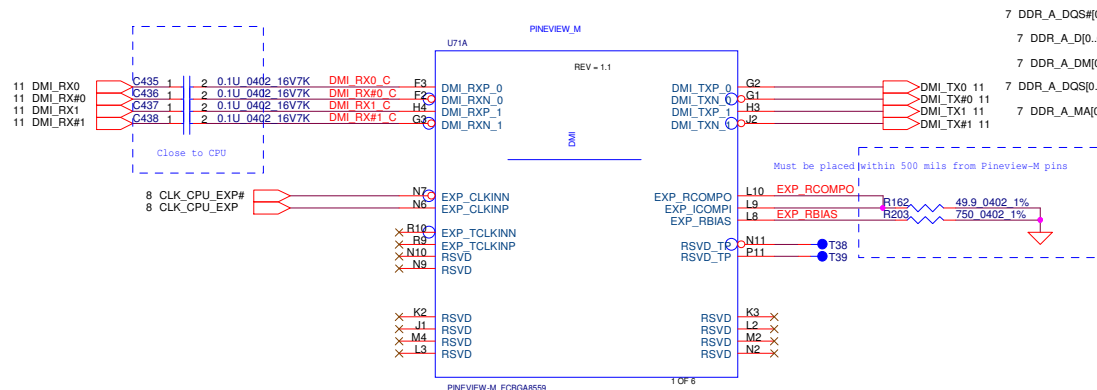 7 DDR_A_DQS#[0
PINEVIEW_M
U71A
7 DDR_A_D[0..
REV = 1.1
7 DDR_A_DM[0
11 DMI_RX0 C435 1 2 0.1U_0402_16V7K DMI_RX0_C F3 DMI_RXP_0 DMI_TXP_0 G2 DMI_TX0 11
7 DDR_A_DQS[0..
11 DMI_RX#0 C436 1 2 0.1U_0402_16V7K DMI_RX#0_C F2 DMI_RXN_0 DMI_TXN_0 G1 DMI_TX#0 11
11 DMI_RX1 C437 1 2 0.1U_0402_16V7K DMI_RX1_C H4 DMI_RXP_1 DMI_TXP_1 H3 DMI_TX1 11
7 DDR_A_MA[0
11 DMI_RX#1 C438 1 2 0.1U_0402_16V7K DMI_RX#1_C G3 DMI_RXN_1 DMI_TXN_1 J2 DMI_TX#1 11
DMI
Close to CPU
Must be placed within 500 mils from Pineview-M pins
8 CLK_CPU_EXP# N7 EXP_CLKINN EXP_RCOMPO L10 EXP_RCOMPO
8 CLK_CPU_EXP N6 EXP_CLKINP EXP_ICOMPI L9 R162 49.9_0402_1%
EXP_RBIAS L8 EXP_RBIAS R203 750_0402_1%
R10 EXP_TCLKINN
R9 EXP_TCLKINP RSVD_TP N11 T38
N10 RSVD RSVD_TP P11 T39
N9 RSVD
K2 RSVD RSVD K3
J1 RSVD RSVD L2
M4 RSVD RSVD M2
L3 RSVD RSVD N2
1 OF 6
PINEVIEW-M_FCBGA8559